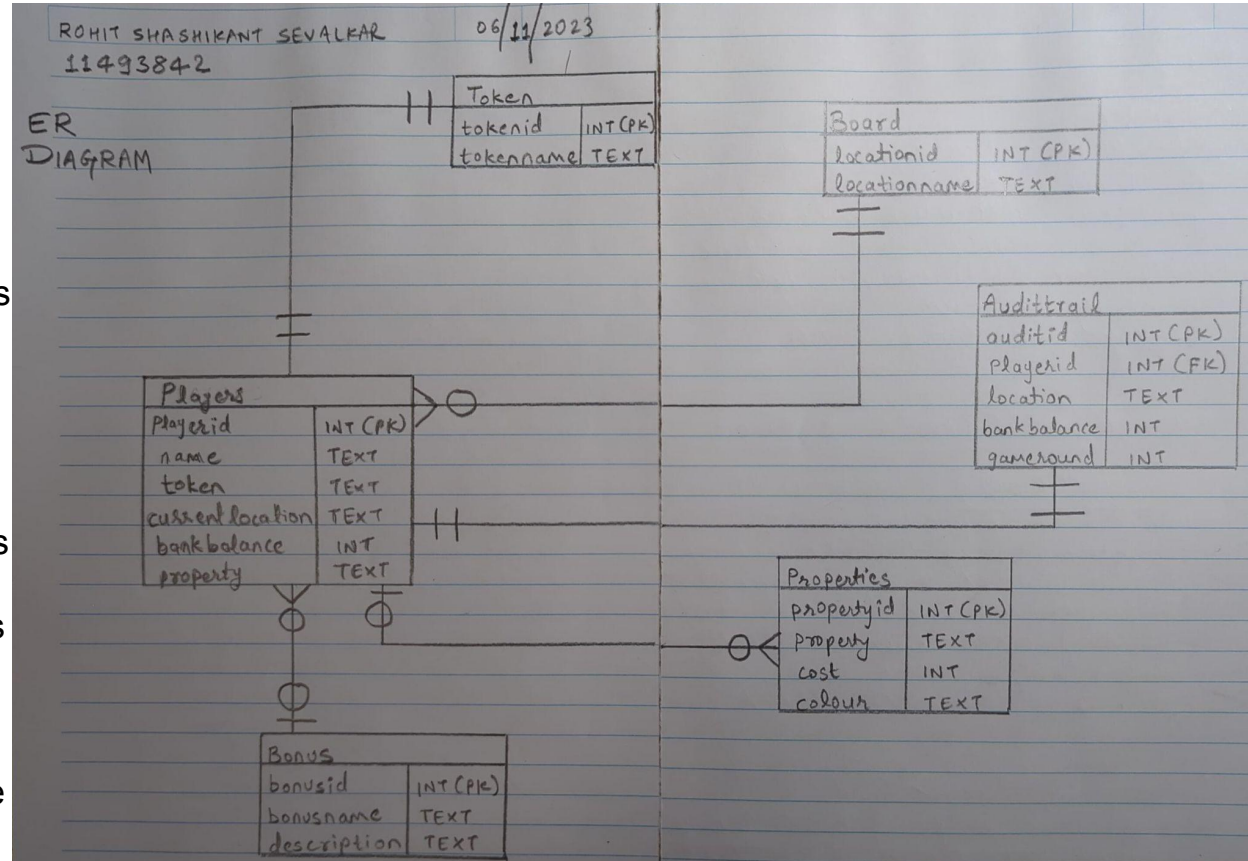 ROHIT SHASHIKANT SEVALKAR 06/11/2023
11493842
ER
DIAGRAM
Token
tokenid INT (PK)
tokenname TEXT
Board
locationid INT (PK)
locationname TEXT
Audittrail
auditid INT (PK)
Playerid INT (FK)
location TEXT
bankbalance INT
gameround INT
Players
Playerid INT (PK)
name TEXT
token TEXT
currentlocation TEXT
bankbalance INT
property TEXT
Properties
propertyid INT (PK)
property TEXT
cost INT
colour TEXT
Bonus
bonusid INT (PK)
bonusname TEXT
description TEXT
s
s
s
e